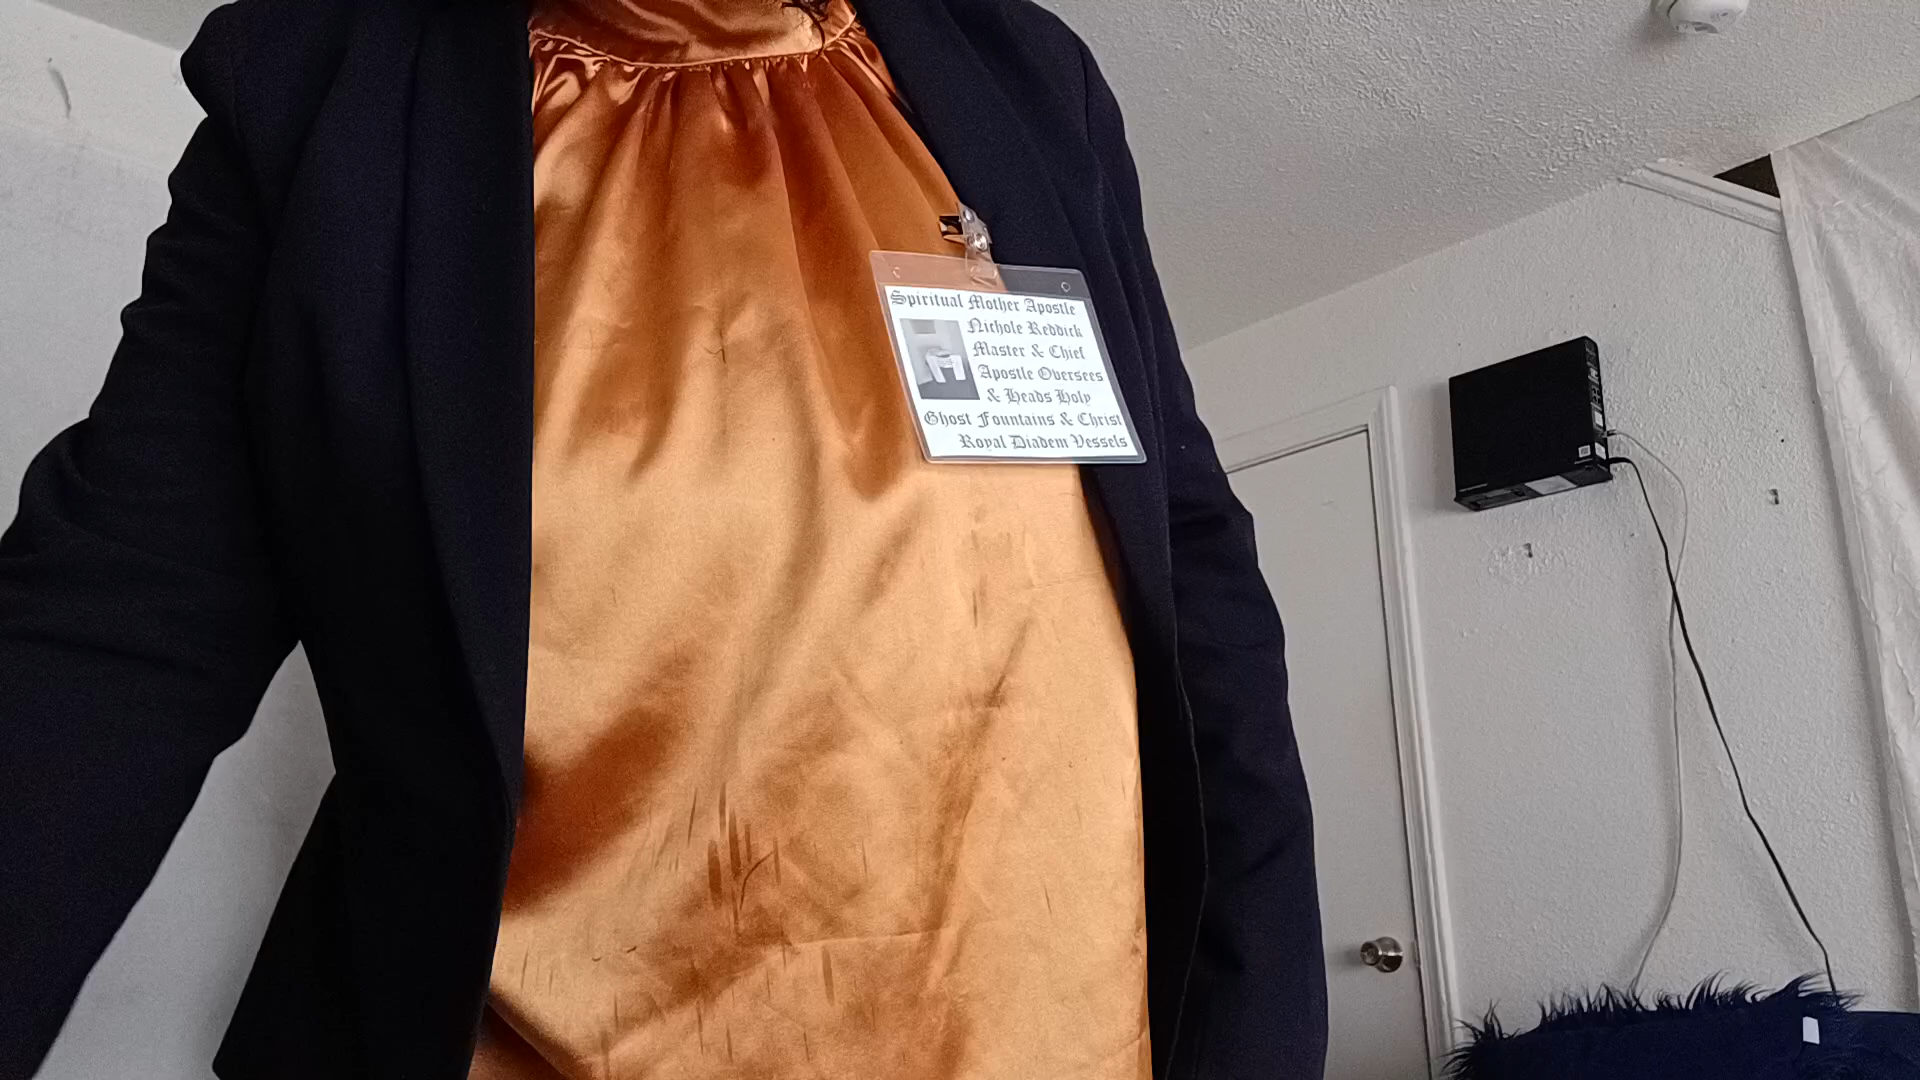 Spiritual Mother Apostle
Nichole Reddick
Master & Chief
Apostle Oversees
& Heads Holy
Ghost Fountains & Christ
Royal Diadem Vessels